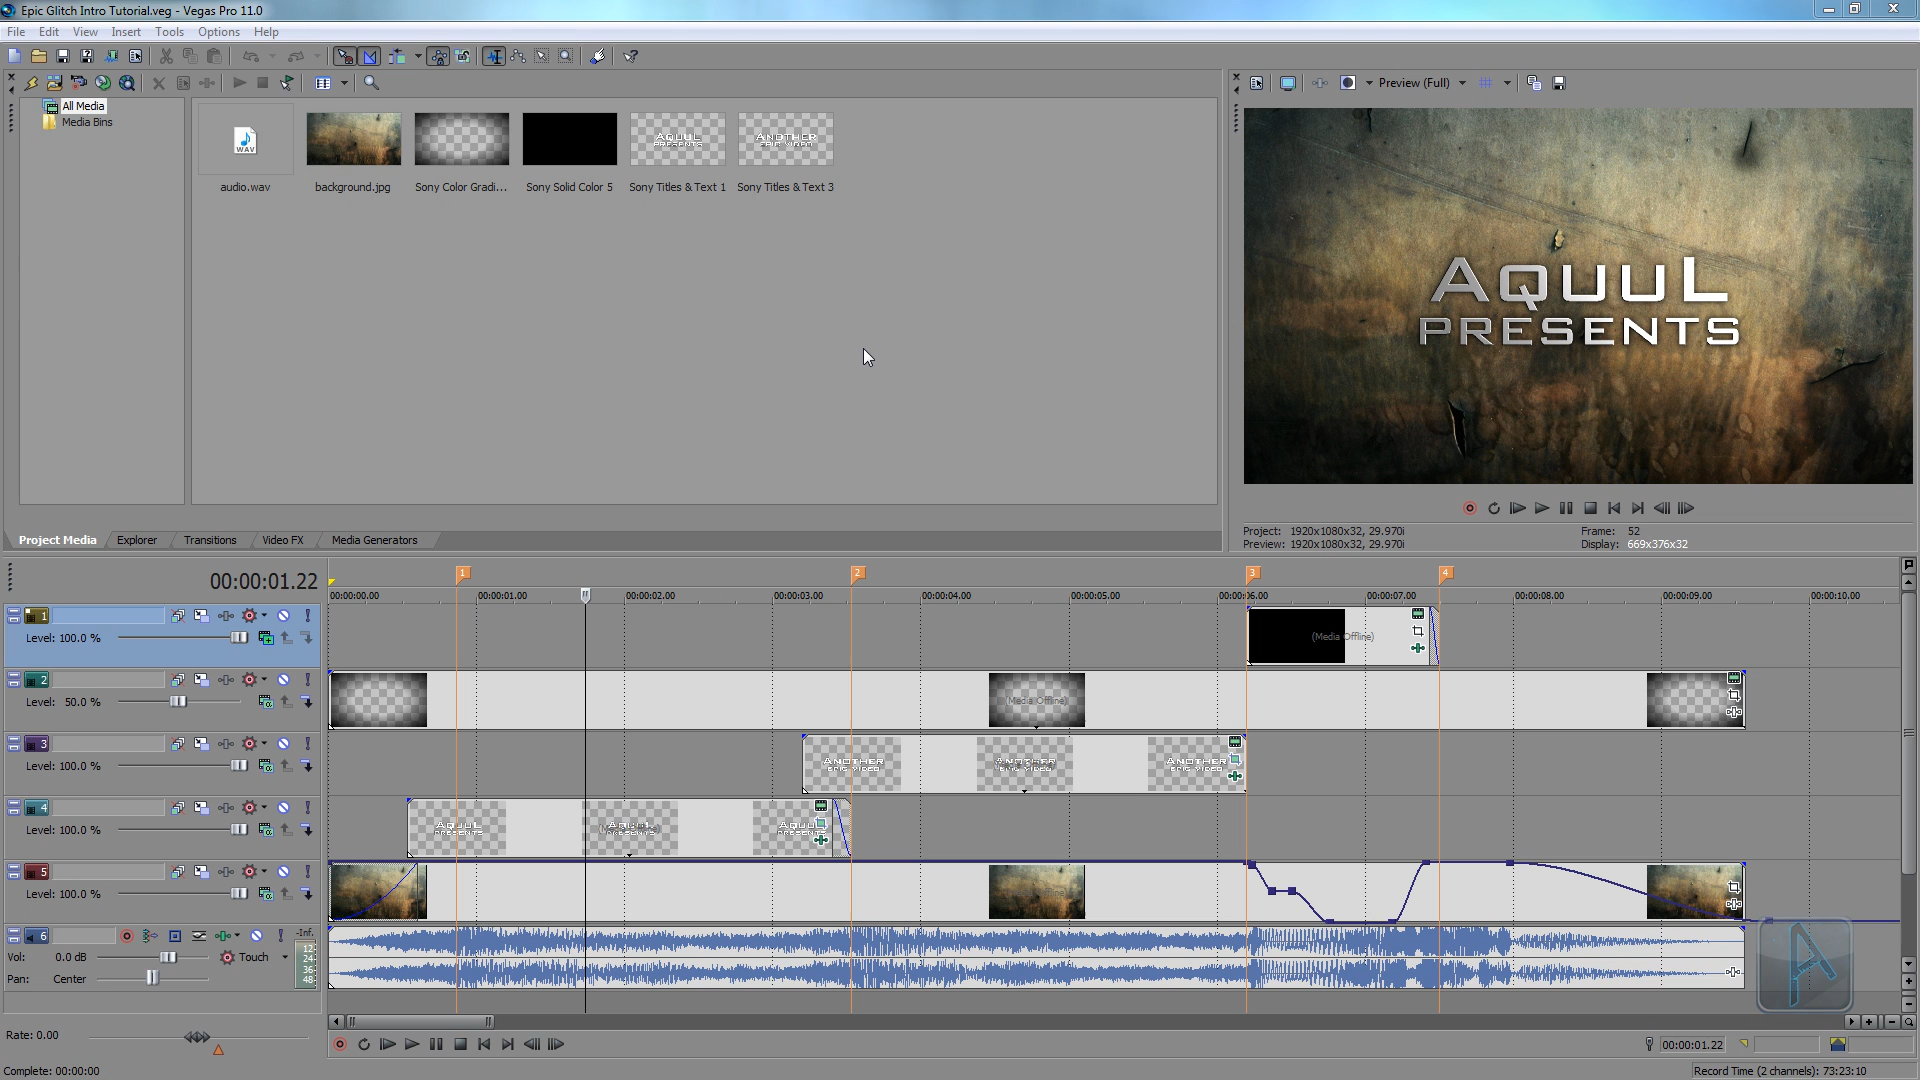 Epic Glitch Intro Tutorial.veg - Vegas Pro 11.0
File Edit View Insert Tools Options Help
Preview (Full)
All Media
Media Bins
WAV
AQUUL
PRESENTS
ANOTHER
EPIC VIDEO
audio.wav
background.jpg
Sony Color Gradi...
Sony Solid Color 5
Sony Titles & Text 1
Sony Titles & Text 3
AQUUL
PRESENTS
Project Media Explorer Transitions Video FX Media Generators
Project: 1920x1080x32, 29.970i
Preview: 1920x1080x32, 29.970i
Frame: 52
Display: 669x376x32
00:00:01.22
1 2 3 4
00:00:00.00 00:00:01.00 00:00:02.00 00:00:03.00 00:00:04.00 00:00:05.00 00:00:06.00 00:00:07.00 00:00:08.00 00:00:09.00 00:00:10.00
1
Level: 100.0 %
(Media Offline)
2
Level: 50.0 %
(Media Offline)
3
Level: 100.0 %
ANOTHER
EPIC VIDEO
ANOTHER
EPIC VIDEO
ANOTHER
EPIC VIDEO
4
Level: 100.0 %
AQUUL
PRESENTS
AQUUL
PRESENTS
AQUUL
PRESENTS
5
Level: 100.0 %
6
-Inf.
12
24
36
48
Vol: 0.0 dB
Touch
Pan: Center
Rate: 0.00
00:00:01.22
Complete: 00:00:00
Record Time (2 channels): 73:23:10